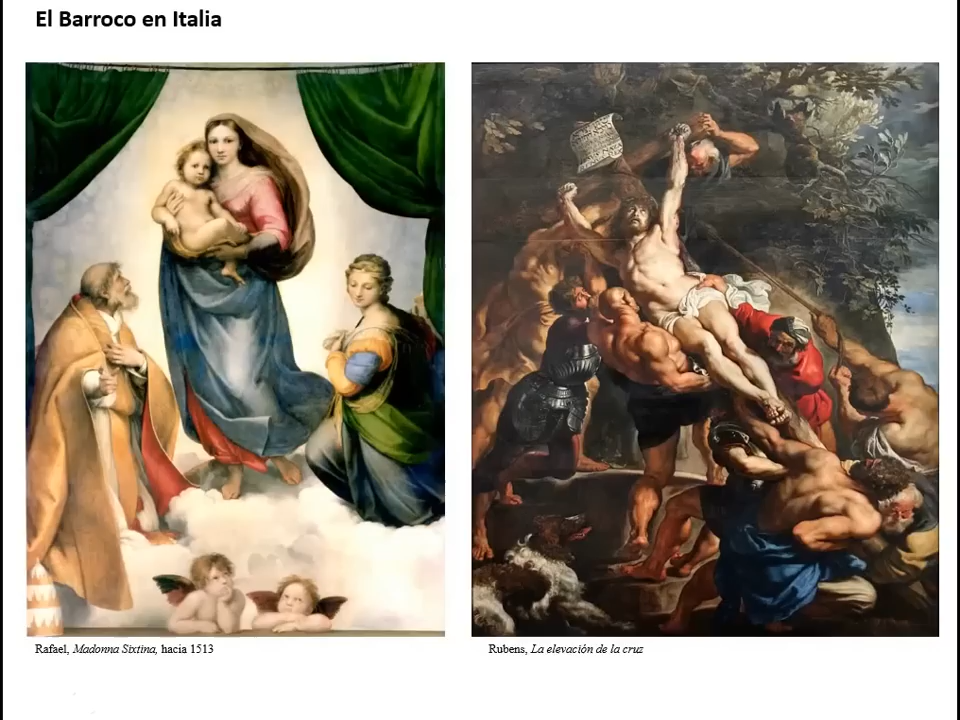 El Barroco en Italia
Rafael, Madonna Sixtina, hacia 1513
Rubens, La elevación de la cruz